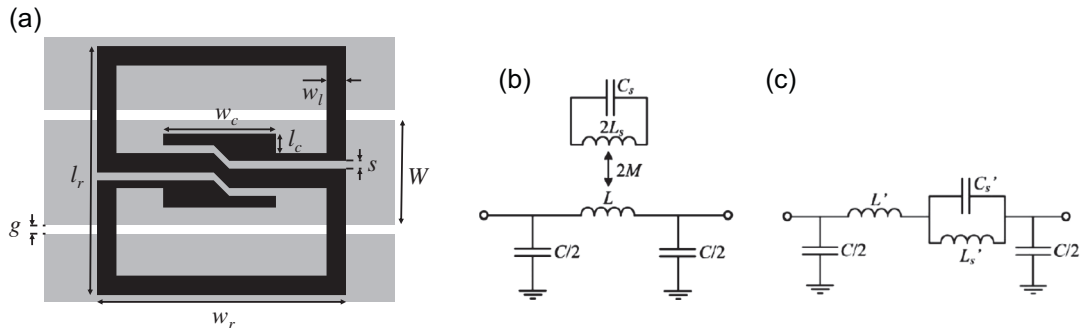 (a)
w_l
w_c
l_c
s
l_r
W
g
w_r
(b)
C_s
2L_s
2M
L
C/2
C/2
(c)
C_s'
L'
L_s'
C/2
C/2